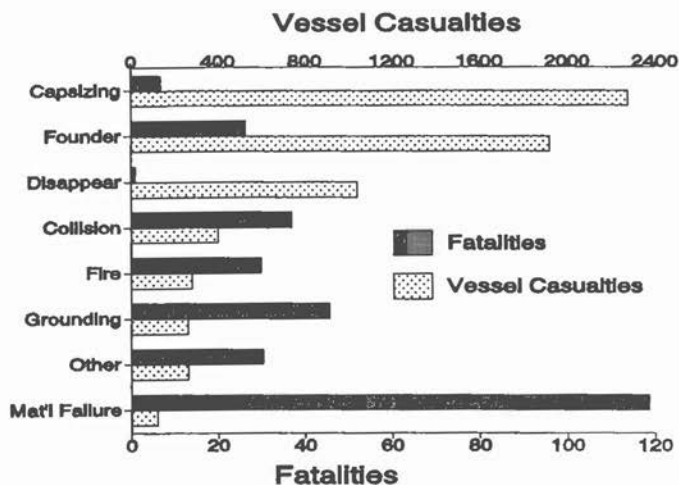 Vessel Casualties
0 400 800 1200 1600 2000 2400
Capsizing
Founder
Disappear
Collision
Fire
Grounding
Other
Mat'l Failure
Fatalities
Vessel Casualties
0 20 40 60 80 100 120
Fatalities